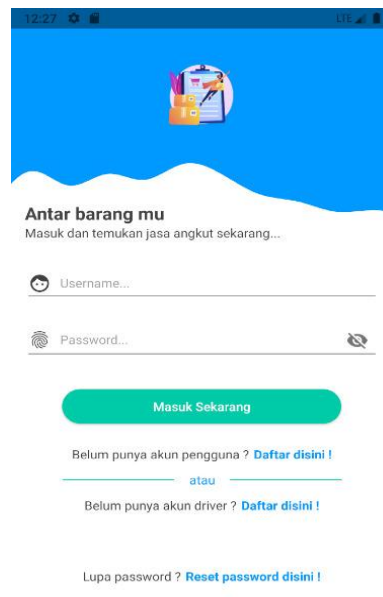 12:27 LTE
Antar barang mu
Masuk dan temukan jasa angkut sekarang...
Username...
Password...
Masuk Sekarang
Belum punya akun pengguna ? Daftar disini !
atau
Belum punya akun driver ? Daftar disini !
Lupa password ? Reset password disini !